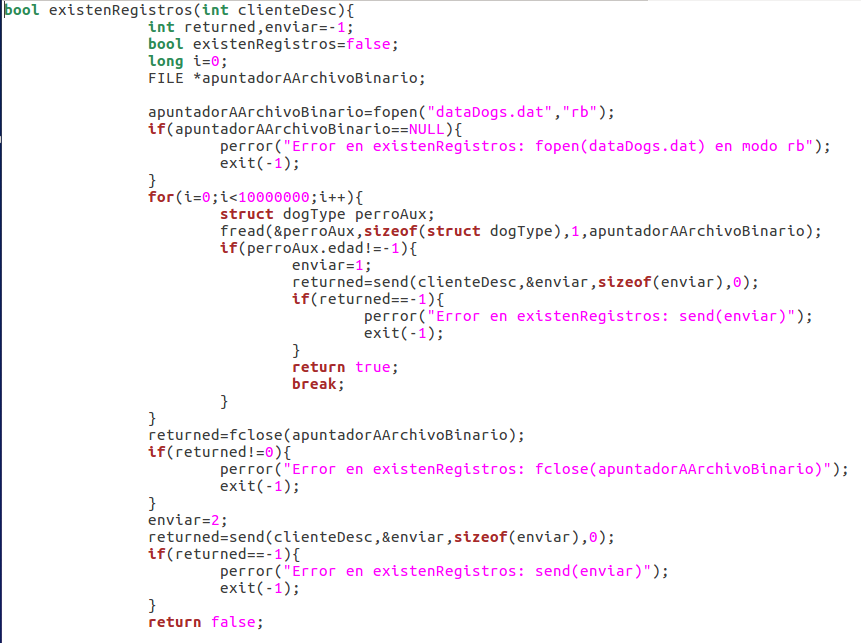 bool existenRegistros(int clienteDesc){
int returned,enviar=-1;
bool existenRegistros=false;
long i=0;
FILE *apuntadorAArchivoBinario;
apuntadorAArchivoBinario=fopen("dataDogs.dat","rb");
if(apuntadorAArchivoBinario==NULL){
perror("Error en existenRegistros: fopen(dataDogs.dat) en modo rb");
exit(-1);
}
for(i=0;i<10000000;i++){
struct dogType perroAux;
fread(&perroAux,sizeof(struct dogType),1,apuntadorAArchivoBinario);
if(perroAux.edad!=-1){
enviar=1;
returned=send(clienteDesc,&enviar,sizeof(enviar),0);
if(returned==-1){
perror("Error en existenRegistros: send(enviar)");
exit(-1);
}
return true;
break;
}
}
returned=fclose(apuntadorAArchivoBinario);
if(returned!=0){
perror("Error en existenRegistros: fclose(apuntadorAArchivoBinario)");
exit(-1);
}
enviar=2;
returned=send(clienteDesc,&enviar,sizeof(enviar),0);
if(returned==-1){
perror("Error en existenRegistros: send(enviar)");
exit(-1);
}
return false;